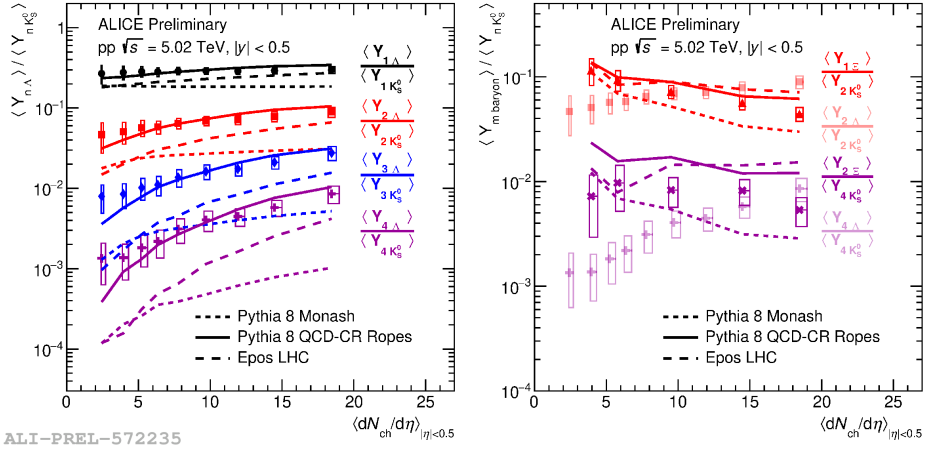 ALICE Preliminary
pp √s = 5.02 TeV, |y| < 0.5
⟨Y_{n Λ}⟩ / ⟨Y_{n K^0_S}⟩
1
10^{-1}
10^{-2}
10^{-3}
10^{-4}
⟨Y_{1 Λ}⟩
⟨Y_{1 K^0_S}⟩
⟨Y_{2 Λ}⟩
⟨Y_{2 K^0_S}⟩
⟨Y_{3 Λ}⟩
⟨Y_{3 K^0_S}⟩
⟨Y_{4 Λ}⟩
⟨Y_{4 K^0_S}⟩
Pythia 8 Monash
Pythia 8 QCD-CR Ropes
Epos LHC
0 5 10 15 20 25
⟨dN_{ch}/dη⟩_{|η|<0.5}
ALICE Preliminary
pp √s = 5.02 TeV, |y| < 0.5
⟨Y_{m baryon}⟩ / ⟨Y_{n K^0_S}⟩
10^{-1}
10^{-2}
10^{-3}
10^{-4}
⟨Y_{1 Ξ}⟩
⟨Y_{2 K^0_S}⟩
⟨Y_{2 Λ}⟩
⟨Y_{2 K^0_S}⟩
⟨Y_{2 Ξ}⟩
⟨Y_{4 K^0_S}⟩
⟨Y_{4 Λ}⟩
⟨Y_{4 K^0_S}⟩
Pythia 8 Monash
Pythia 8 QCD-CR Ropes
Epos LHC
0 5 10 15 20 25
⟨dN_{ch}/dη⟩_{|η|<0.5}
ALI-PREL-572235